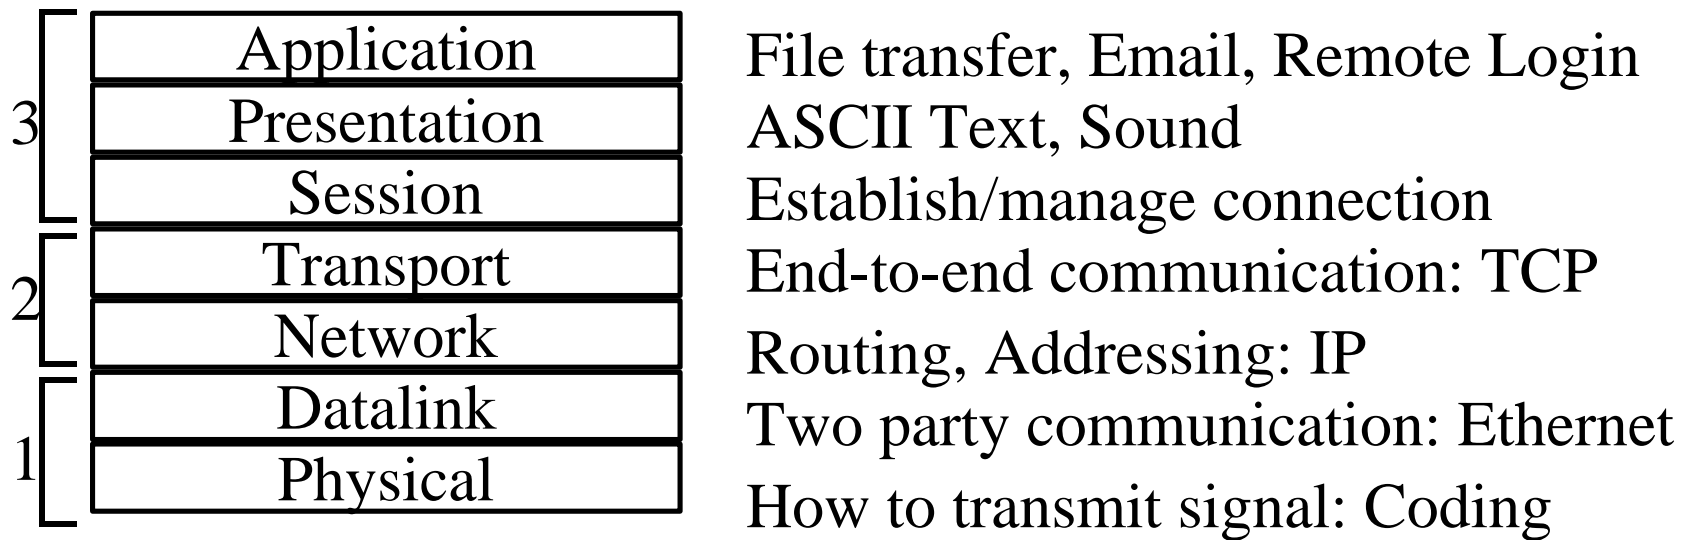 Application File transfer, Email, Remote Login
3 Presentation ASCII Text, Sound
Session Establish/manage connection
Transport End-to-end communication: TCP
2
Network Routing, Addressing: IP
Datalink Two party communication: Ethernet
1
Physical How to transmit signal: Coding